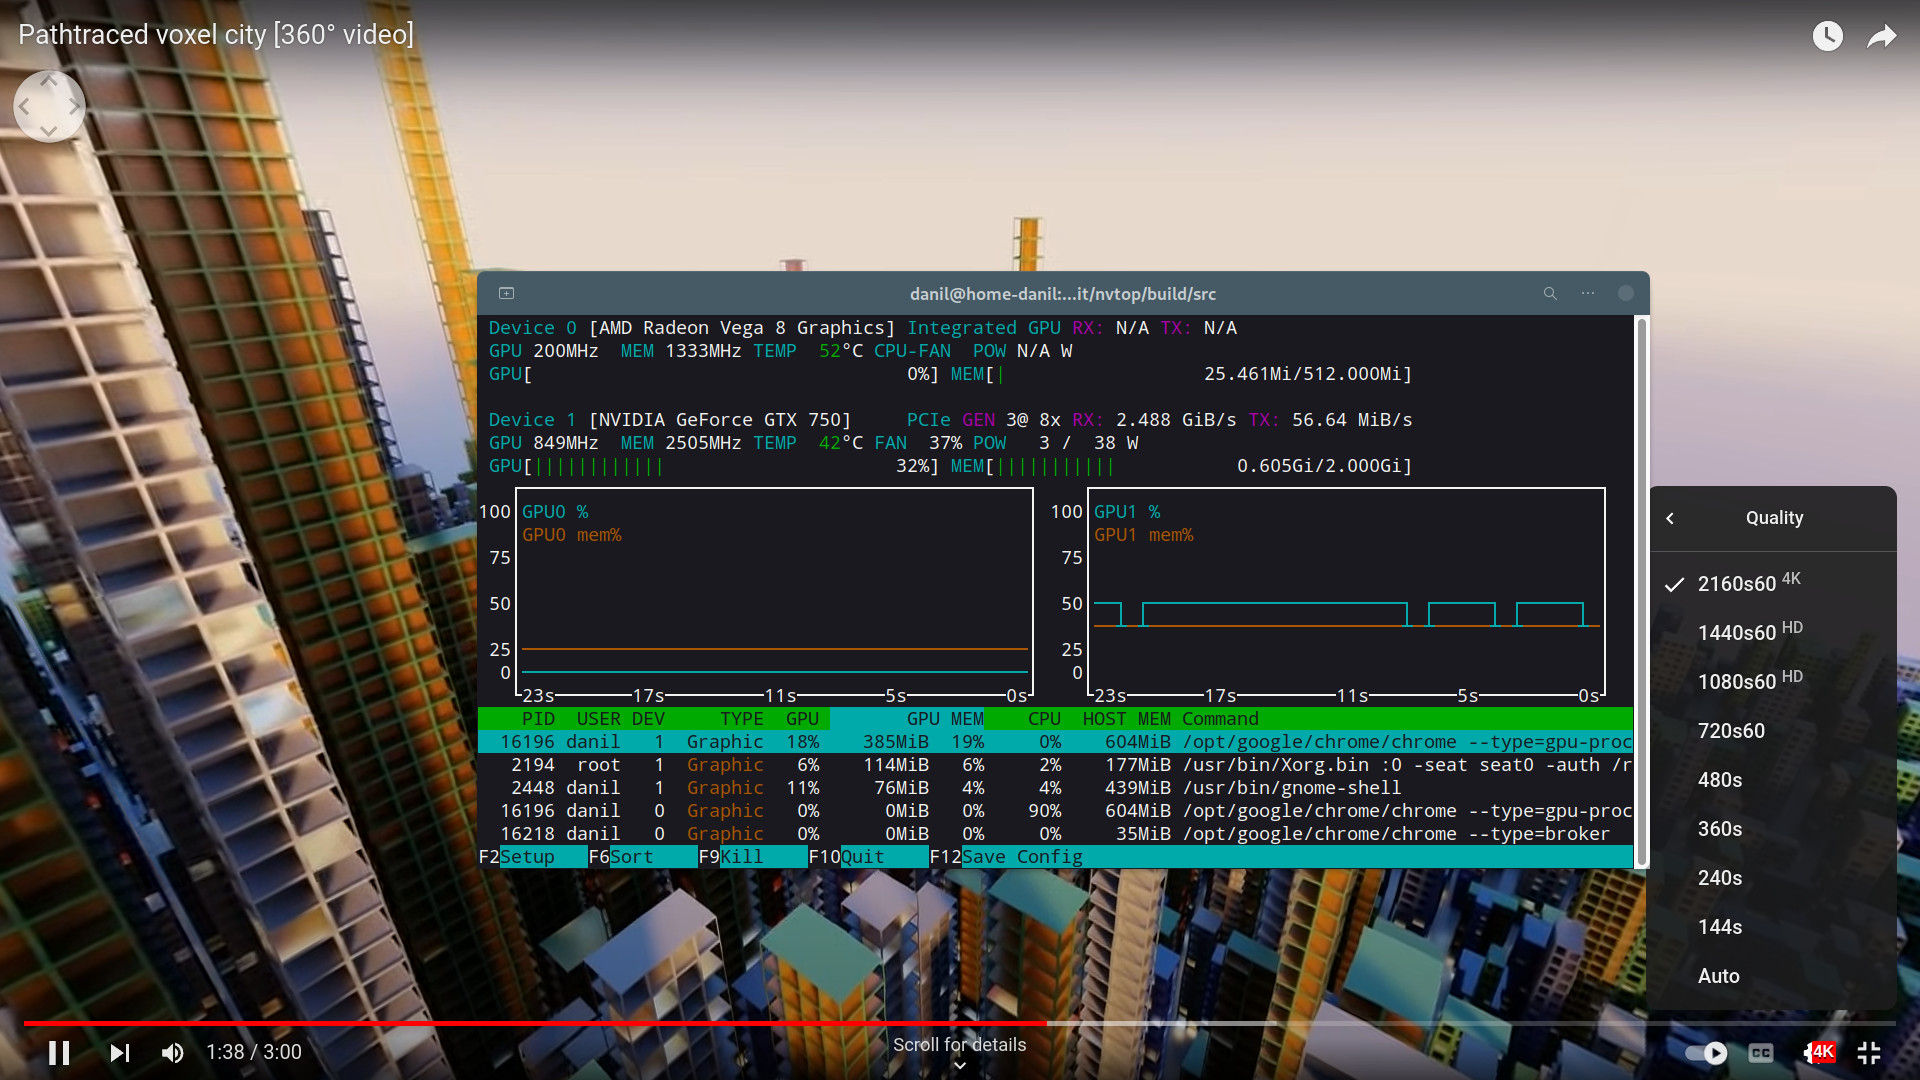 Pathtraced voxel city [360° video]
danil@home-danil:...it/nvtop/build/src
Device 0 [AMD Radeon Vega 8 Graphics] Integrated GPU RX: N/A TX: N/A
GPU 200MHz MEM 1333MHz TEMP 52°C CPU-FAN POW N/A W
GPU[ 0%] MEM[| 25.461Mi/512.000Mi]
Device 1 [NVIDIA GeForce GTX 750] PCIe GEN 3@ 8x RX: 2.488 GiB/s TX: 56.64 MiB/s
GPU 849MHz MEM 2505MHz TEMP 42°C FAN 37% POW 3 / 38 W
GPU[|||||||||||| 32%] MEM[||||||||||| 0.605Gi/2.000Gi]
100 GPU0 % 100 GPU1 %
GPU0 mem% GPU1 mem%
75 75
50 50
25 25
0 0
23s 17s 11s 5s 0s 23s 17s 11s 5s 0s
PID USER DEV TYPE GPU GPU MEM CPU HOST MEM Command
16196 danil 1 Graphic 18% 385MiB 19% 0% 604MiB /opt/google/chrome/chrome --type=gpu-proc
2194 root 1 Graphic 6% 114MiB 6% 2% 177MiB /usr/bin/Xorg.bin :0 -seat seat0 -auth /r
2448 danil 1 Graphic 11% 76MiB 4% 4% 439MiB /usr/bin/gnome-shell
16196 danil 0 Graphic 0% 0MiB 0% 90% 604MiB /opt/google/chrome/chrome --type=gpu-proc
16218 danil 0 Graphic 0% 0MiB 0% 0% 35MiB /opt/google/chrome/chrome --type=broker
F2Setup F6Sort F9Kill F10Quit F12Save Config
Quality
2160s60 4K
1440s60 HD
1080s60 HD
720s60
480s
360s
240s
144s
Auto
1:38 / 3:00
Scroll for details
CC
4K